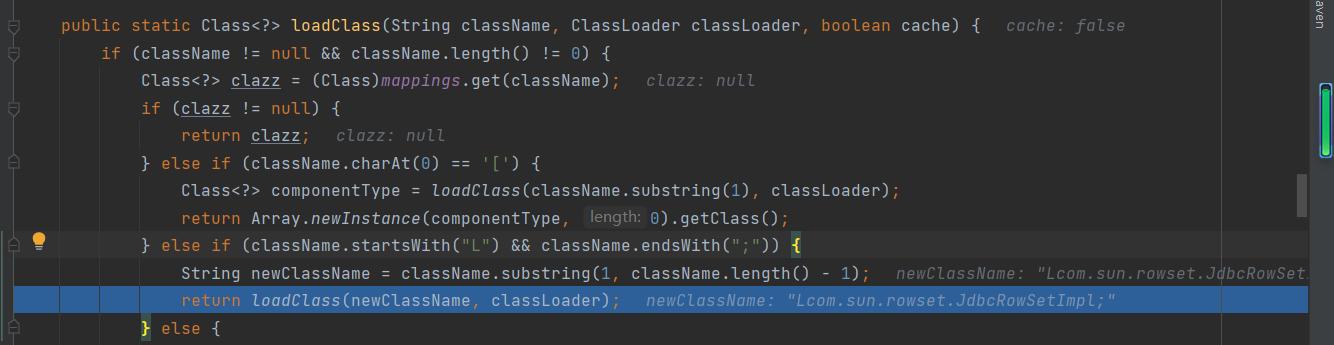 public static Class<?> loadClass(String className, ClassLoader classLoader, boolean cache) { cache: false
if (className != null && className.length() != 0) {
Class<?> clazz = (Class)mappings.get(className); clazz: null
if (clazz != null) {
return clazz; clazz: null
} else if (className.charAt(0) == '[') {
Class<?> componentType = loadClass(className.substring(1), classLoader);
return Array.newInstance(componentType, length: 0).getClass();
} else if (className.startsWith("L") && className.endsWith(";")) {
String newClassName = className.substring(1, className.length() - 1); newClassName: "Lcom.sun.rowset.JdbcRowSetI
return loadClass(newClassName, classLoader); newClassName: "Lcom.sun.rowset.JdbcRowSetImpl;"
} else {
aven